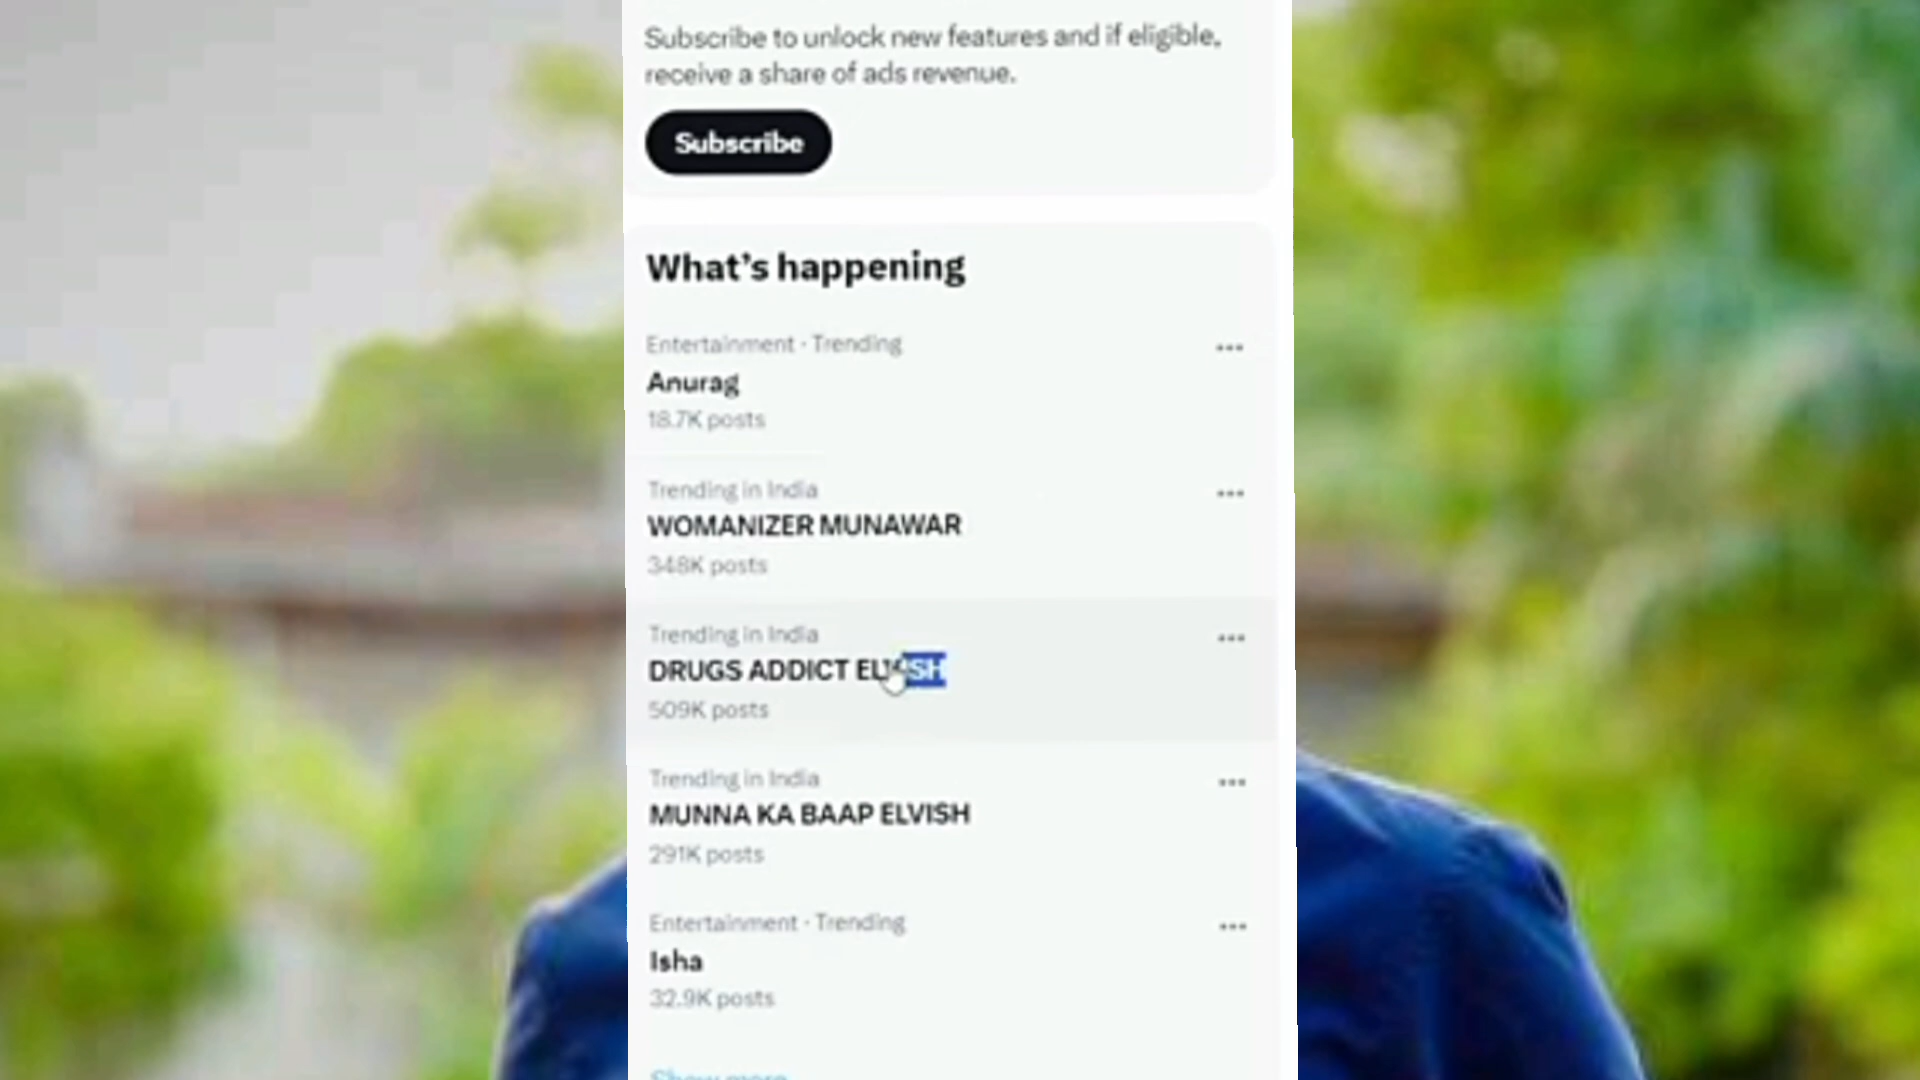 Subscribe to unlock new features and if eligible,
receive a share of ads revenue.
Subscribe
What's happening
Entertainment · Trending
Anurag
18.7K posts
Trending in India
WOMANIZER MUNAWAR
348K posts
Trending in India
DRUGS ADDICT ELVISH
509K posts
Trending in India
MUNNA KA BAAP ELVISH
291K posts
Entertainment · Trending
Isha
32.9K posts
Show more